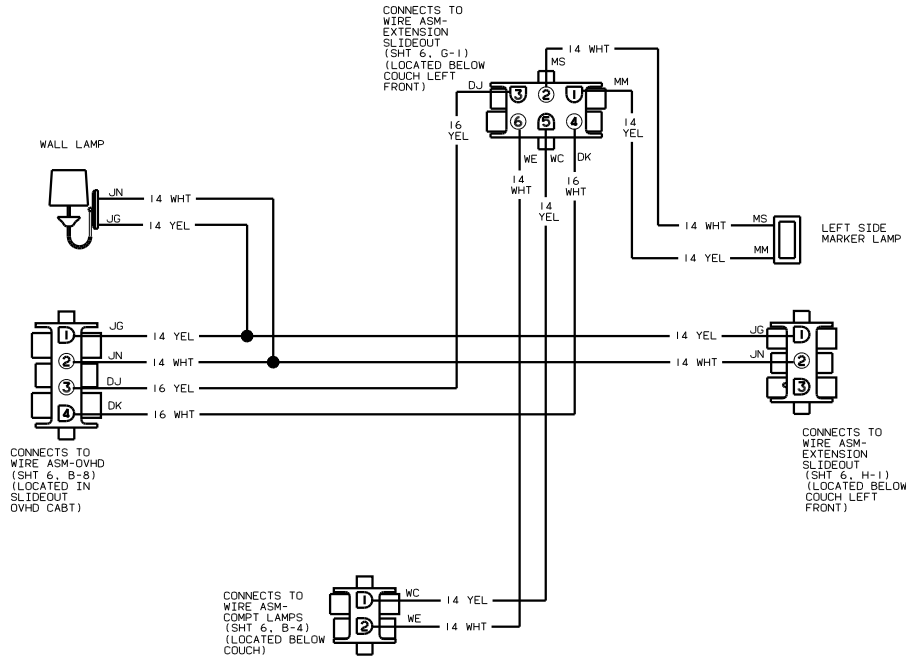 CONNECTS TO
WIRE ASM-
EXTENSION
SLIDEOUT
(SHT 6, G-1)
(LOCATED BELOW
COUCH LEFT
FRONT)
14 WHT
MS
DJ
3
2
1
MM
6
5
4
16
YEL
14
YEL
WE
WC
DK
14
WHT
14
YEL
16
WHT
WALL LAMP
JN
14 WHT
JG
14 YEL
14 WHT
MS
MM
14 YEL
LEFT SIDE
MARKER LAMP
1
JG
14 YEL
2
JN
14 WHT
3
DJ
16 YEL
4
DK
16 WHT
14 YEL
JG
1
14 WHT
JN
2
3
CONNECTS TO
WIRE ASM-OVHD
(SHT 6, B-8)
(LOCATED IN
SLIDEOUT
OVHD CABT)
CONNECTS TO
WIRE ASM-
EXTENSION
SLIDEOUT
(SHT 6, H-1)
(LOCATED BELOW
COUCH LEFT
FRONT)
CONNECTS TO
WIRE ASM-
COMPT LAMPS
(SHT 6, B-4)
(LOCATED BELOW
COUCH)
1
WC
14 YEL
2
WE
14 WHT